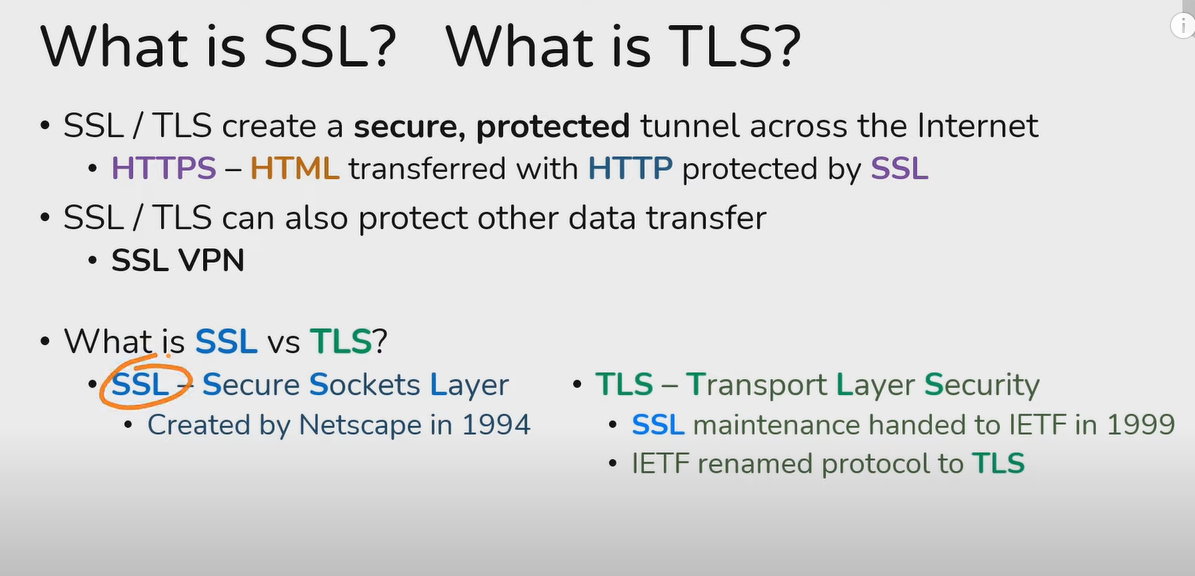 What is SSL? What is TLS?
• SSL / TLS create a secure, protected tunnel across the Internet
• HTTPS – HTML transferred with HTTP protected by SSL
• SSL / TLS can also protect other data transfer
• SSL VPN
• What is SSL vs TLS?
• SSL – Secure Sockets Layer
• Created by Netscape in 1994
• TLS – Transport Layer Security
• SSL maintenance handed to IETF in 1999
• IETF renamed protocol to TLS